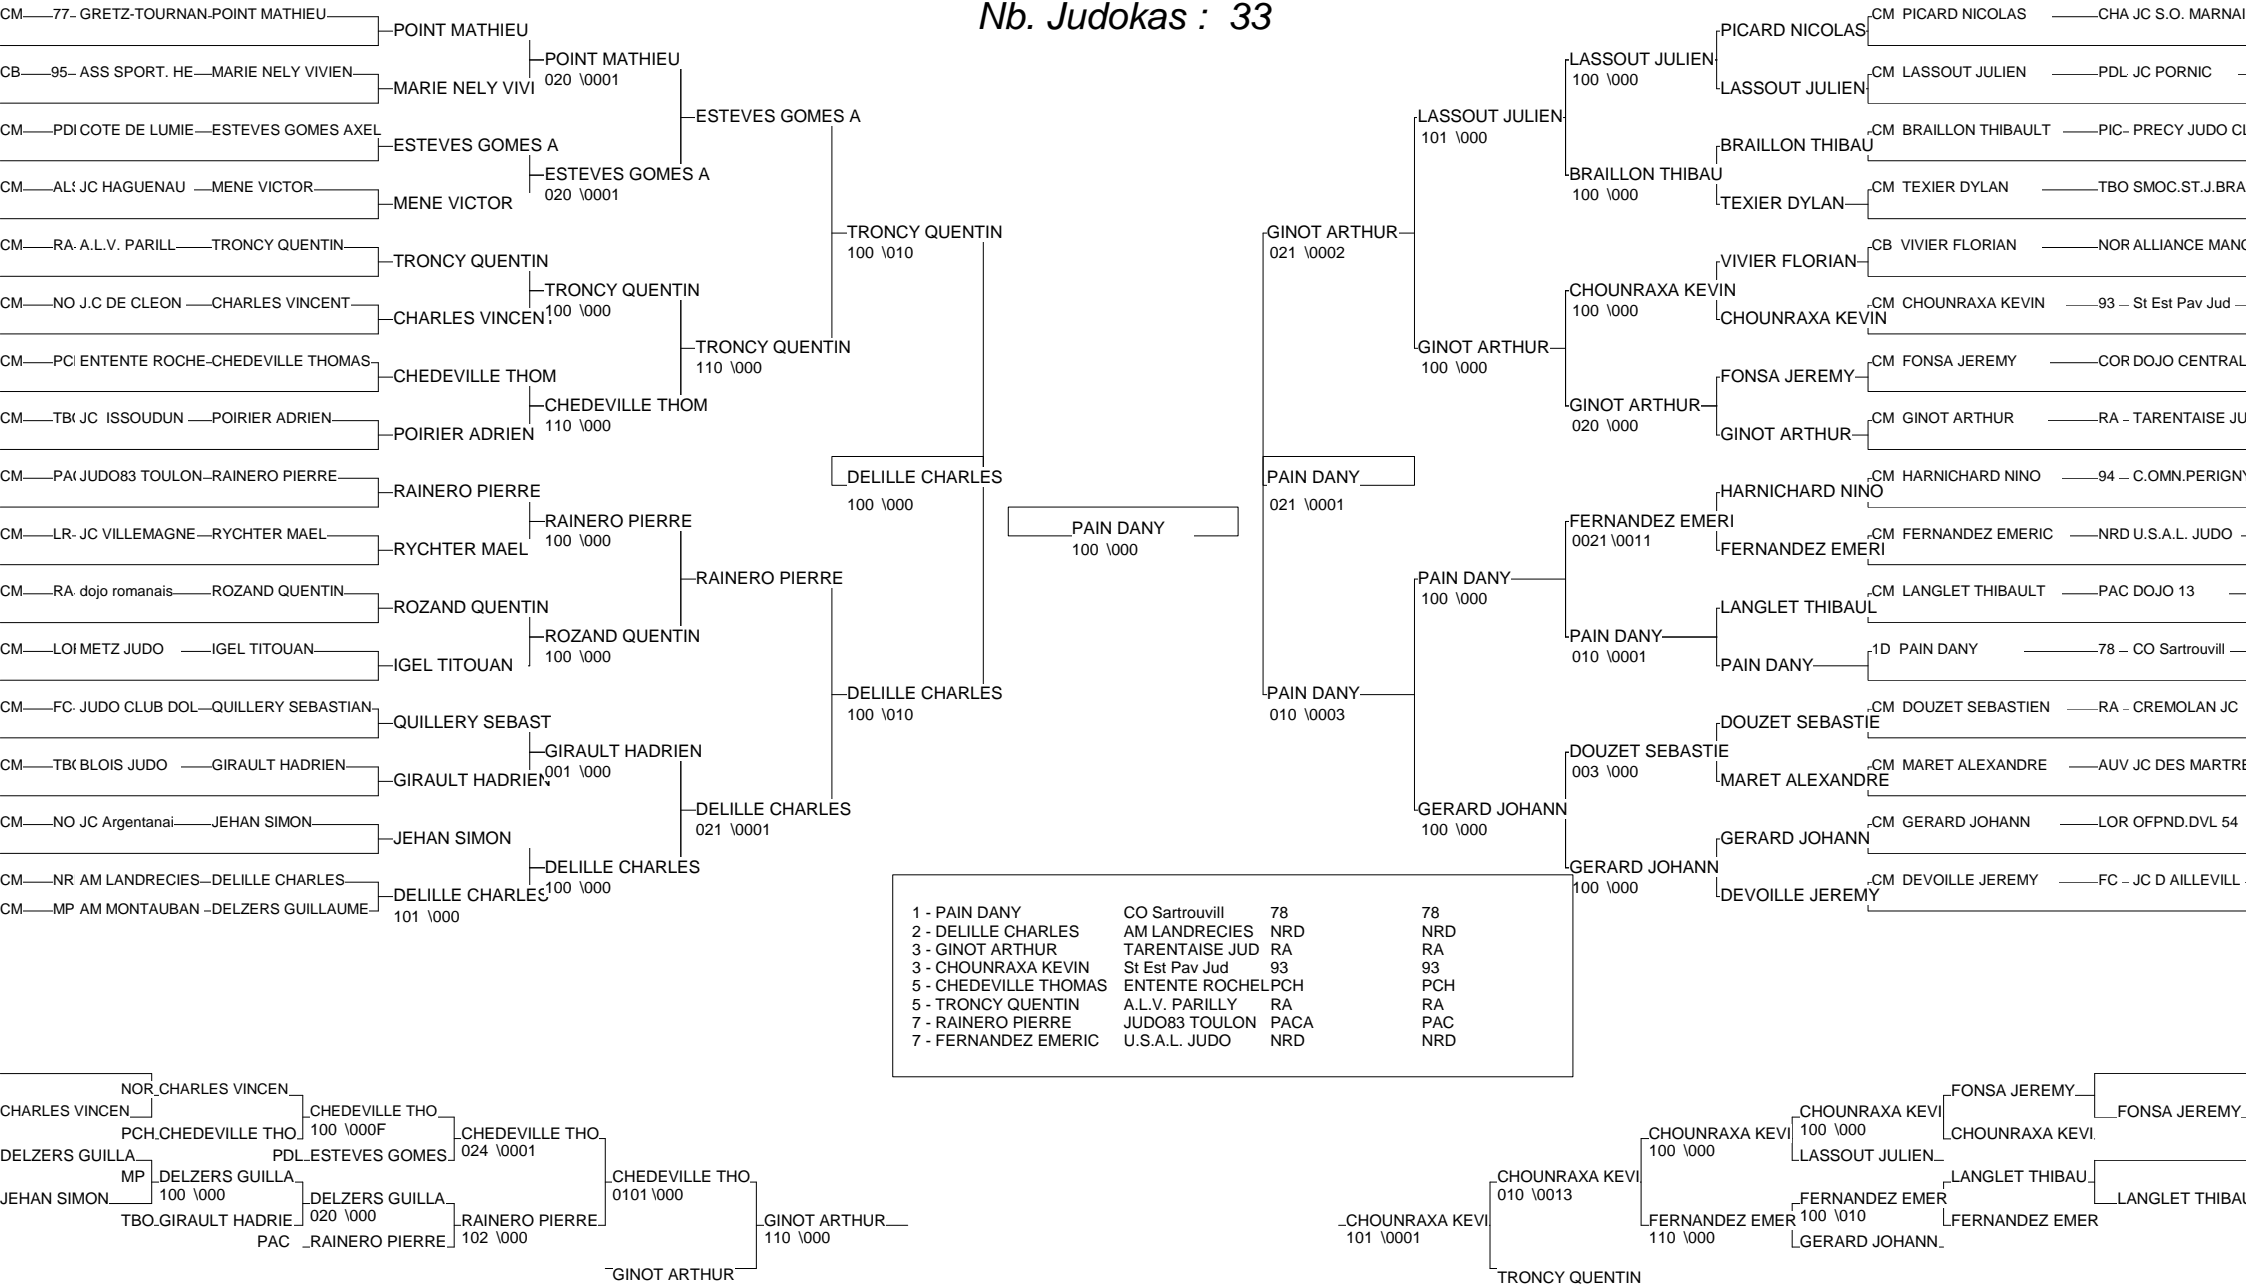 Nb. Judokas : 33
CM 77 GRETZ-TOURNAN POINT MATHIEU
CB 95 ASS SPORT. HE MARIE NELY VIVIEN
CM PDL COTE DE LUMIE ESTEVES GOMES AXEL
CM ALS JC HAGUENAU MENE VICTOR
CM RA A.L.V. PARILL TRONCY QUENTIN
CM NO J.C DE CLEON CHARLES VINCENT
CM PC ENTENTE ROCHE CHEDEVILLE THOMAS
CM TBO JC ISSOUDUN POIRIER ADRIEN
CM PAC JUDO83 TOULON RAINERO PIERRE
CM LR JC VILLEMAGNE RYCHTER MAEL
CM RA dojo romanais ROZAND QUENTIN
CM LOR METZ JUDO IGEL TITOUAN
CM FC JUDO CLUB DOL QUILLERY SEBASTIAN
CM TBO BLOIS JUDO GIRAULT HADRIEN
CM NO JC Argentanai JEHAN SIMON
CM NR AM LANDRECIES DELILLE CHARLES
CM MP AM MONTAUBAN DELZERS GUILLAUME
POINT MATHIEU
MARIE NELY VIVI
ESTEVES GOMES A
MENE VICTOR
TRONCY QUENTIN
CHARLES VINCENT
CHEDEVILLE THOM
POIRIER ADRIEN
RAINERO PIERRE
RYCHTER MAEL
ROZAND QUENTIN
IGEL TITOUAN
QUILLERY SEBAST
GIRAULT HADRIEN
JEHAN SIMON
DELILLE CHARLES
101 \000
POINT MATHIEU
020 \0001
ESTEVES GOMES A
020 \0001
TRONCY QUENTIN
100 \000
CHEDEVILLE THOM
110 \000
RAINERO PIERRE
100 \000
ROZAND QUENTIN
100 \000
GIRAULT HADRIEN
001 \000
DELILLE CHARLES
100 \000
ESTEVES GOMES A
TRONCY QUENTIN
110 \000
RAINERO PIERRE
DELILLE CHARLES
021 \0001
TRONCY QUENTIN
100 \010
DELILLE CHARLES
100 \000
DELILLE CHARLES
100 \010
PAIN DANY
100 \000
GINOT ARTHUR
021 \0002
PAIN DANY
021 \0001
PAIN DANY
010 \0003
LASSOUT JULIEN
101 \000
GINOT ARTHUR
100 \000
PAIN DANY
100 \000
GERARD JOHANN
100 \000
LASSOUT JULIEN
100 \000
BRAILLON THIBAU
100 \000
CHOUNRAXA KEVIN
100 \000
GINOT ARTHUR
020 \000
FERNANDEZ EMERI
0021 \0011
PAIN DANY
010 \0001
DOUZET SEBASTIE
003 \000
GERARD JOHANN
100 \000
PICARD NICOLAS
LASSOUT JULIEN
BRAILLON THIBAU
TEXIER DYLAN
VIVIER FLORIAN
CHOUNRAXA KEVIN
FONSA JEREMY
GINOT ARTHUR
HARNICHARD NINO
FERNANDEZ EMERI
LANGLET THIBAUL
PAIN DANY
DOUZET SEBASTIE
MARET ALEXANDRE
GERARD JOHANN
DEVOILLE JEREMY
CM PICARD NICOLAS CHA JC S.O. MARNAI
CM LASSOUT JULIEN PDL JC PORNIC
CM BRAILLON THIBAULT PIC PRECY JUDO CL
CM TEXIER DYLAN TBO SMOC.ST.J.BRA
CB VIVIER FLORIAN NOR ALLIANCE MANC
CM CHOUNRAXA KEVIN 93 St Est Pav Jud
CM FONSA JEREMY COR DOJO CENTRAL
CM GINOT ARTHUR RA TARENTAISE JU
CM HARNICHARD NINO 94 C.OMN.PERIGNY
CM FERNANDEZ EMERIC NRD U.S.A.L. JUDO
CM LANGLET THIBAULT PAC DOJO 13
1D PAIN DANY 78 CO Sartrouvill
CM DOUZET SEBASTIEN RA CREMOLAN JC
CM MARET ALEXANDRE AUV JC DES MARTRE
CM GERARD JOHANN LOR OFPND.DVL 54
CM DEVOILLE JEREMY FC JC D AILLEVILL
1 - PAIN DANY CO Sartrouvill 78 78
2 - DELILLE CHARLES AM LANDRECIES NRD NRD
3 - GINOT ARTHUR TARENTAISE JUD RA RA
3 - CHOUNRAXA KEVIN St Est Pav Jud 93 93
5 - CHEDEVILLE THOMAS ENTENTE ROCHEL PCH PCH
5 - TRONCY QUENTIN A.L.V. PARILLY RA RA
7 - RAINERO PIERRE JUDO83 TOULON PACA PAC
7 - FERNANDEZ EMERIC U.S.A.L. JUDO NRD NRD
CHARLES VINCEN
DELZERS GUILLA
JEHAN SIMON
NOR CHARLES VINCEN
PCH CHEDEVILLE THO
MP DELZERS GUILLA
100 \000
TBO GIRAULT HADRIE
CHEDEVILLE THO
100 \000F
PDL ESTEVES GOMES
DELZERS GUILLA
020 \000
PAC RAINERO PIERRE
CHEDEVILLE THO
024 \0001
RAINERO PIERRE
102 \000
CHEDEVILLE THO
0101 \000
GINOT ARTHUR
GINOT ARTHUR
110 \000
CHOUNRAXA KEVI
101 \0001
CHOUNRAXA KEVI
010 \0013
TRONCY QUENTIN
CHOUNRAXA KEVI
100 \000
FERNANDEZ EMER
110 \000
CHOUNRAXA KEVI
100 \000
LASSOUT JULIEN
FERNANDEZ EMER
100 \010
GERARD JOHANN
FONSA JEREMY
CHOUNRAXA KEVI
LANGLET THIBAU
FERNANDEZ EMER
FONSA JEREMY
LANGLET THIBAU